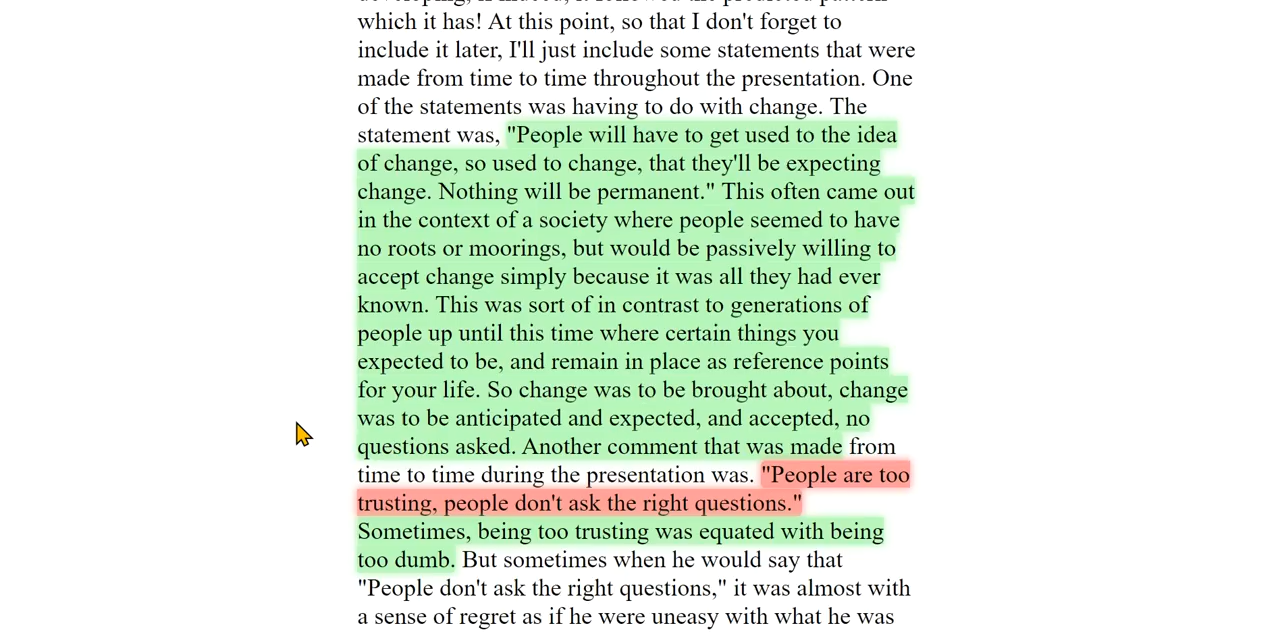 which it has! At this point, so that I don't forget to
include it later, I'll just include some statements that were
made from time to time throughout the presentation. One
of the statements was having to do with change. The
statement was, "People will have to get used to the idea
of change, so used to change, that they'll be expecting
change. Nothing will be permanent." This often came out
in the context of a society where people seemed to have
no roots or moorings, but would be passively willing to
accept change simply because it was all they had ever
known. This was sort of in contrast to generations of
people up until this time where certain things you
expected to be, and remain in place as reference points
for your life. So change was to be brought about, change
was to be anticipated and expected, and accepted, no
questions asked. Another comment that was made from
time to time during the presentation was. "People are too
trusting, people don't ask the right questions."
Sometimes, being too trusting was equated with being
too dumb. But sometimes when he would say that
"People don't ask the right questions," it was almost with
a sense of regret as if he were uneasy with what he was